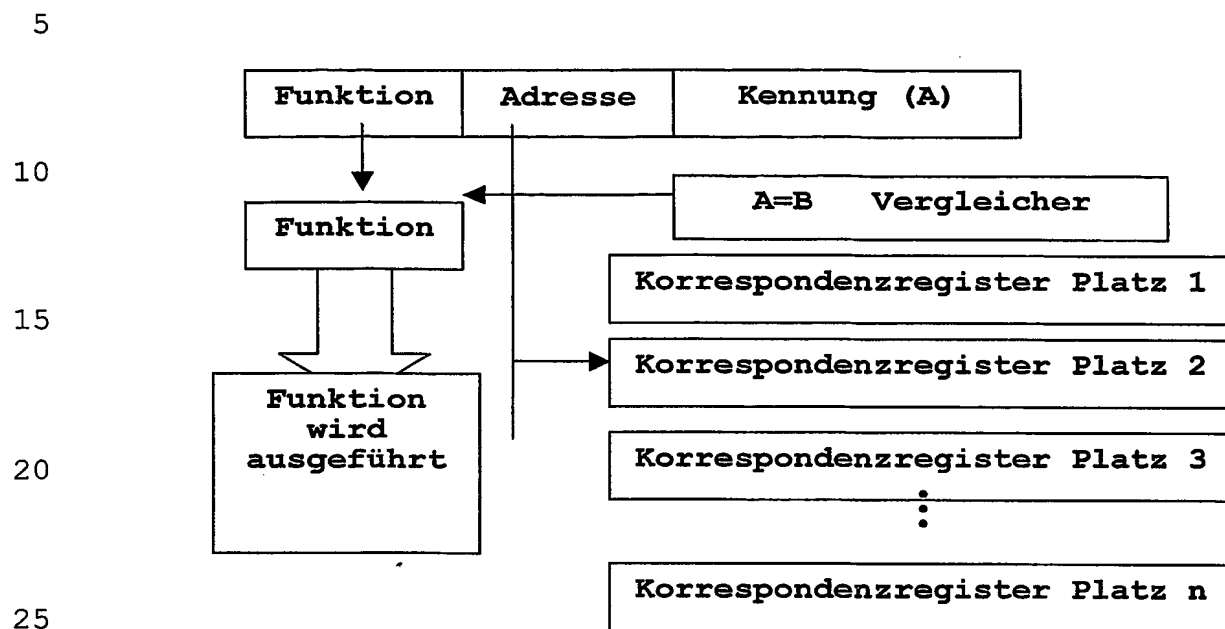 5
Funktion Adresse Kennung (A)
10
A=B Vergleicher
Funktion
Korrespondenzregister Platz 1
15
Korrespondenzregister Platz 2
Funktion
wird
ausgeführt
Korrespondenzregister Platz 3
20
Korrespondenzregister Platz n
25